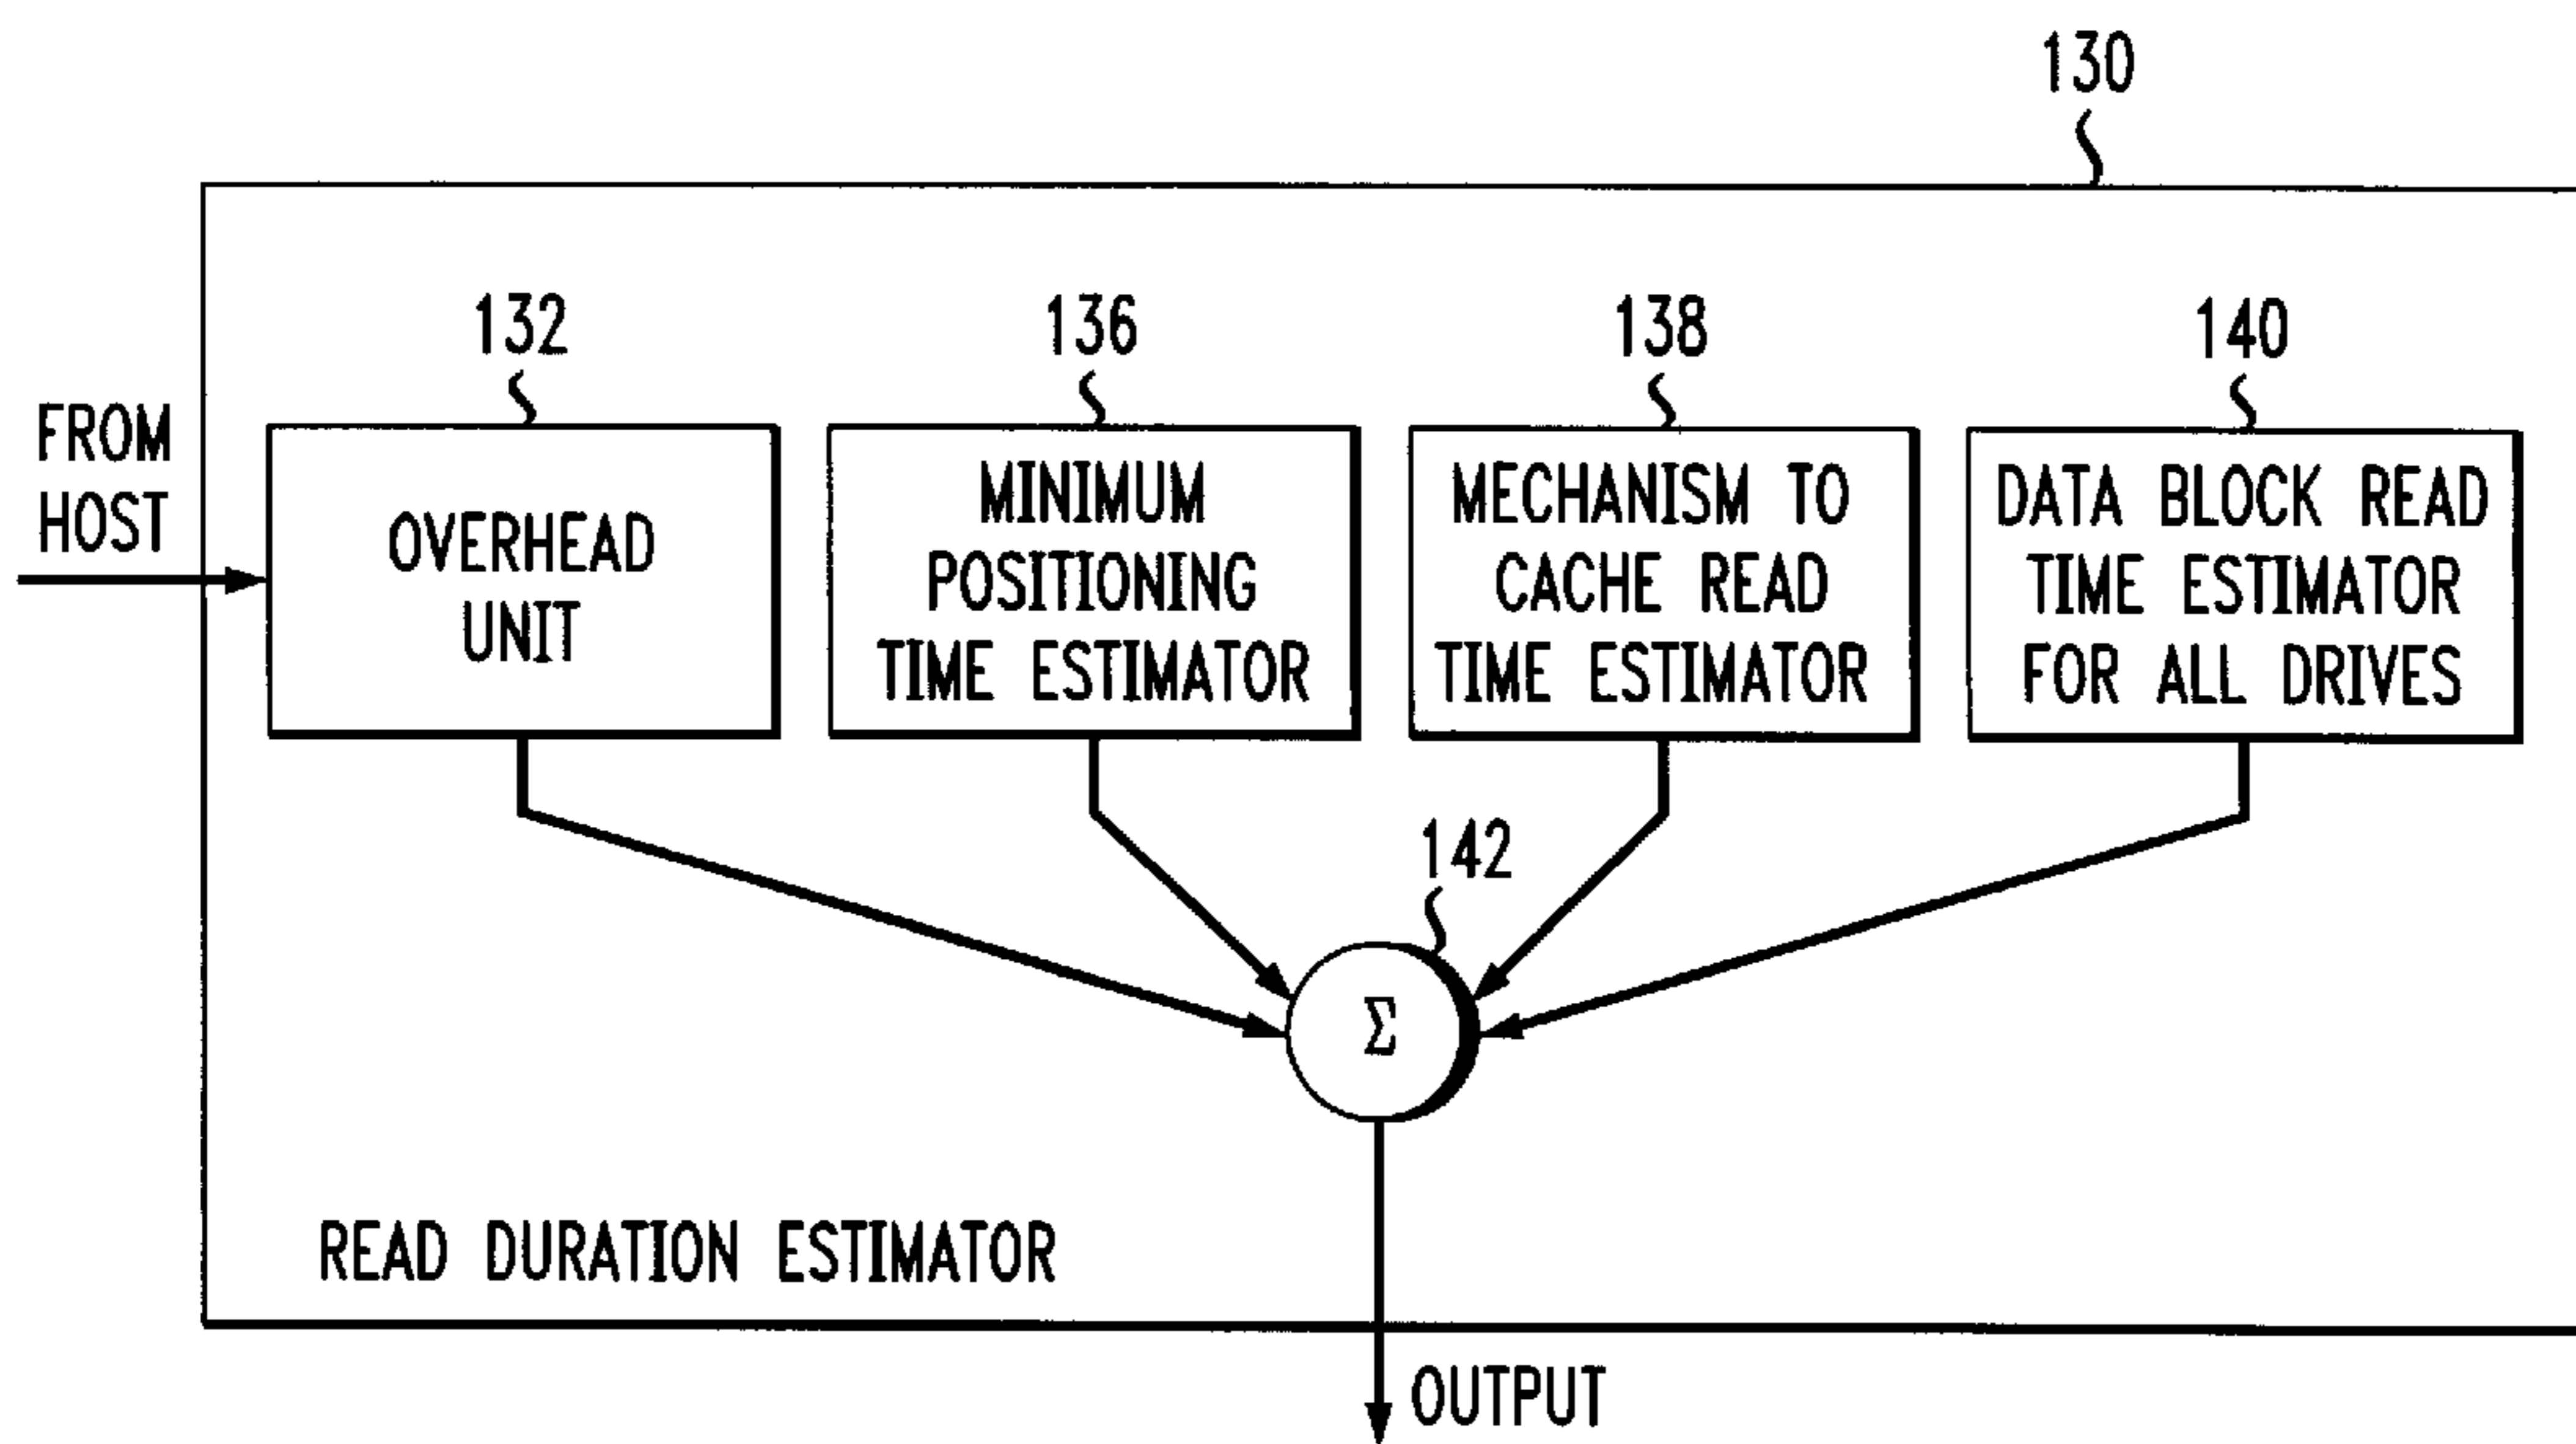 130
132
136
138
140
FROM
HOST
OVERHEAD
UNIT
MINIMUM
POSITIONING
TIME ESTIMATOR
MECHANISM TO
CACHE READ
TIME ESTIMATOR
DATA BLOCK READ
TIME ESTIMATOR
FOR ALL DRIVES
142
Σ
READ DURATION ESTIMATOR
OUTPUT